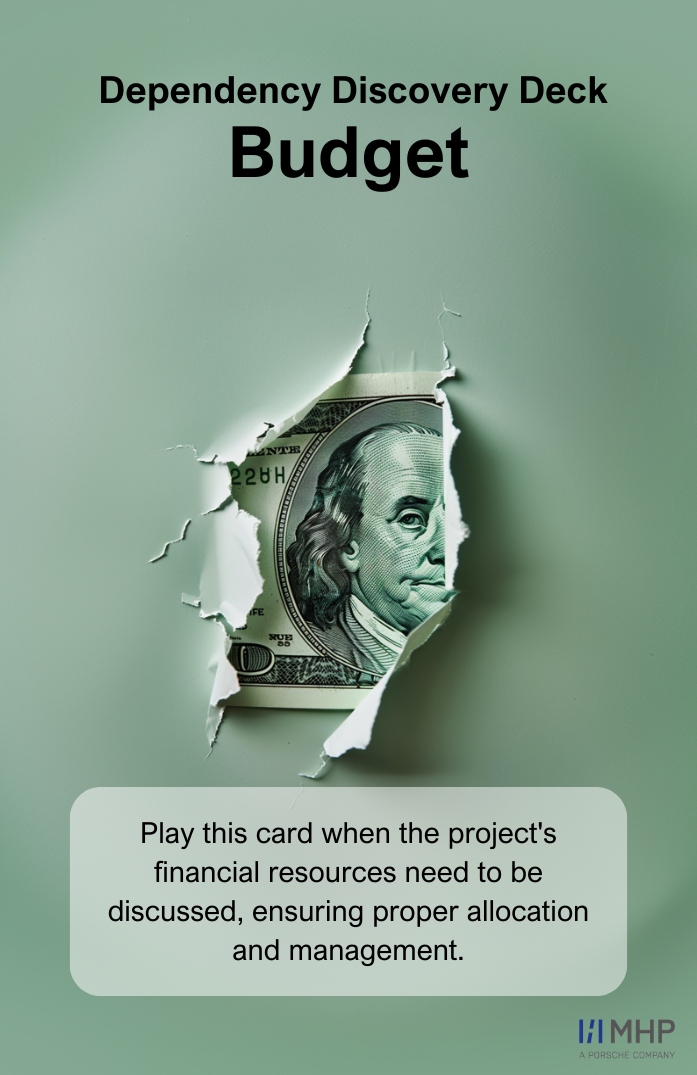 Dependency Discovery Deck
Budget
22
H
Play this card when the project's
financial resources need to be
discussed, ensuring proper allocation
and management.
MHP
A PORSCHE COMPANY